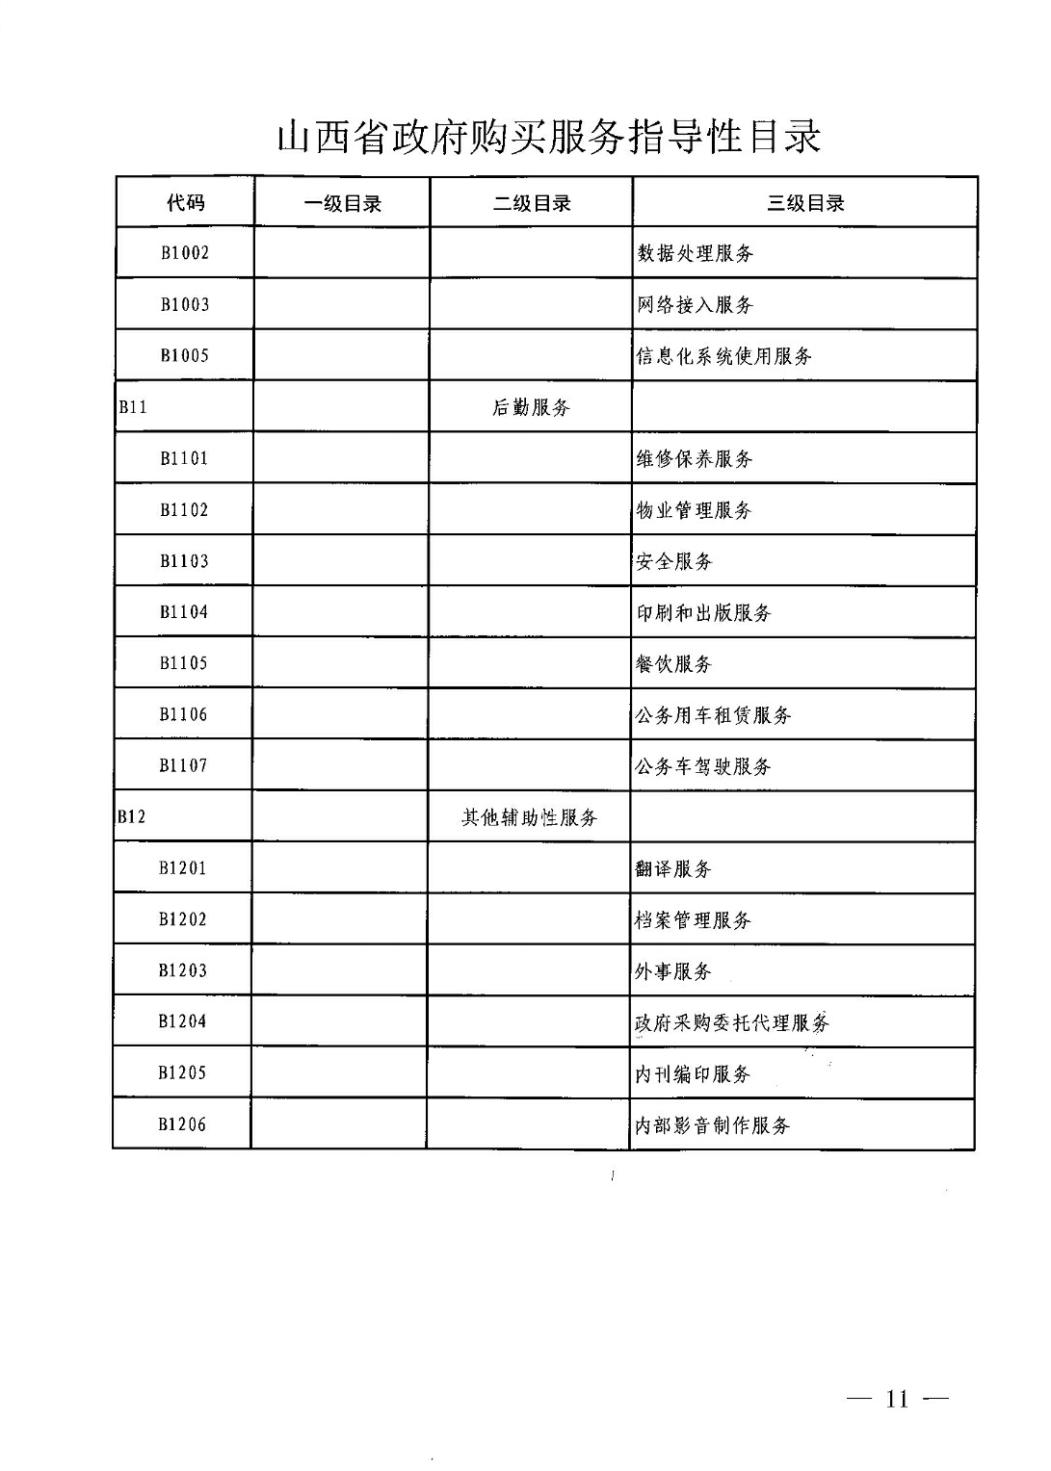 山西省政府购买服务指导性目录
代码 一级目录 二级目录 三级目录
B1002 数据处理服务
B1003 网络接入服务
B1005 信息化系统使用服务
B11 后勤服务
B1101 维修保养服务
B1102 物业管理服务
B1103 安全服务
B1104 印刷和出版服务
B1105 餐饮服务
B1106 公务用车租赁服务
B1107 公务车驾驶服务
B12 其他辅助性服务
B1201 翻译服务
B1202 档案管理服务
B1203 外事服务
B1204 政府采购委托代理服务
B1205 内刊编印服务
B1206 内部影音制作服务
— 11 —